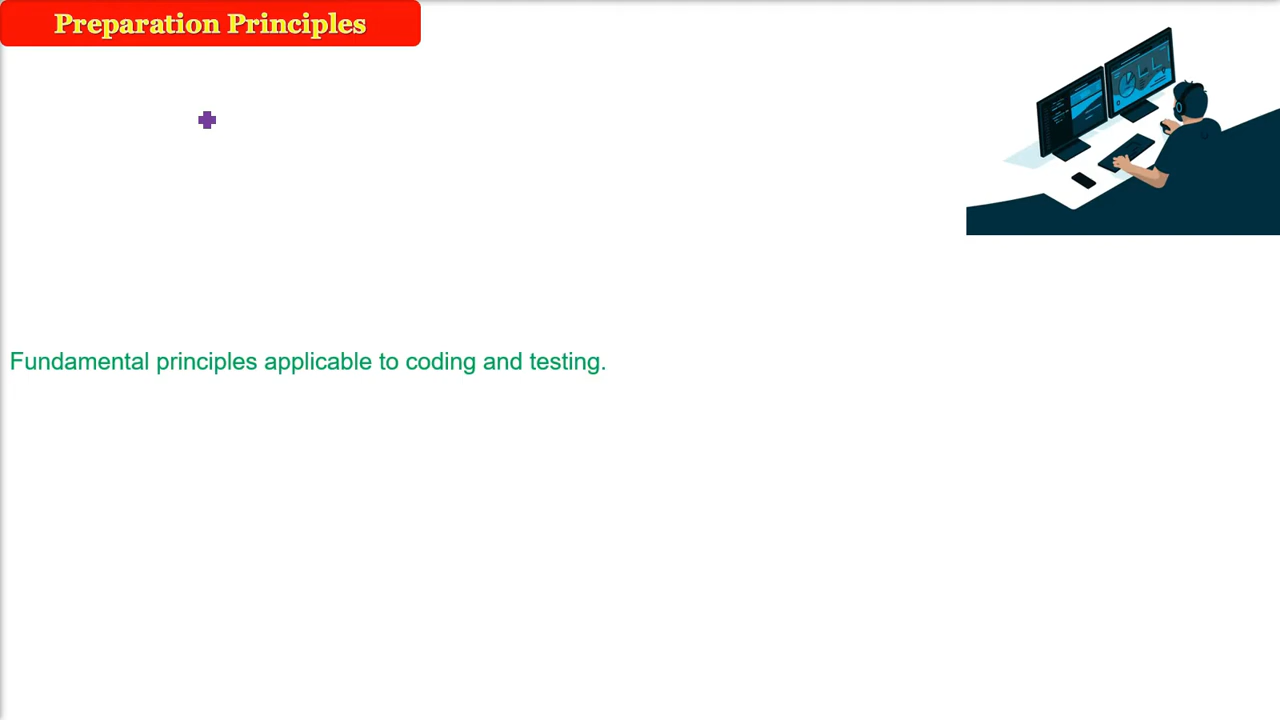 Preparation Principles
Fundamental principles applicable to coding and testing.